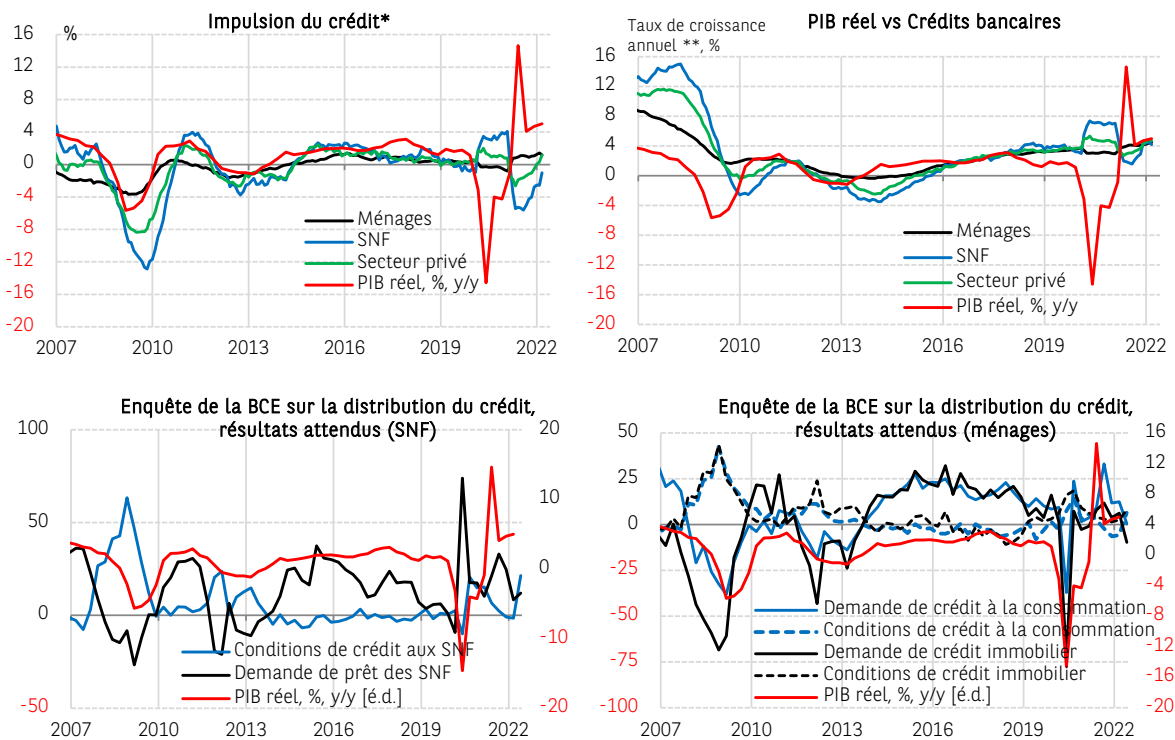 Impulsion du crédit*
%
16
12
8
4
0
-4
-8
-12
-16
-20
Ménages
SNF
Secteur privé
PIB réel, %, y/y
2007 2010 2013 2016 2019 2022
PIB réel vs Crédits bancaires
Taux de croissance
annuel **, %
16
12
8
4
0
-4
-8
-12
-16
-20
Ménages
SNF
Secteur privé
PIB réel, %, y/y
2007 2010 2013 2016 2019 2022
Enquête de la BCE sur la distribution du crédit,
résultats attendus (SNF)
100
50
0
-50
20
10
0
-10
-20
Conditions de crédit aux SNF
Demande de prêt des SNF
PIB réel, %, y/y [é.d.]
2007 2010 2013 2016 2019 2022
Enquête de la BCE sur la distribution du crédit,
résultats attendus (ménages)
50
25
0
-25
-50
-75
-100
16
12
8
4
0
-4
-8
-12
-16
-20
Demande de crédit à la consommation
Conditions de crédit à la consommation
Demande de crédit immobilier
Conditions de crédit immobilier
PIB réel, %, y/y [é.d.]
2007 2010 2013 2016 2019 2022